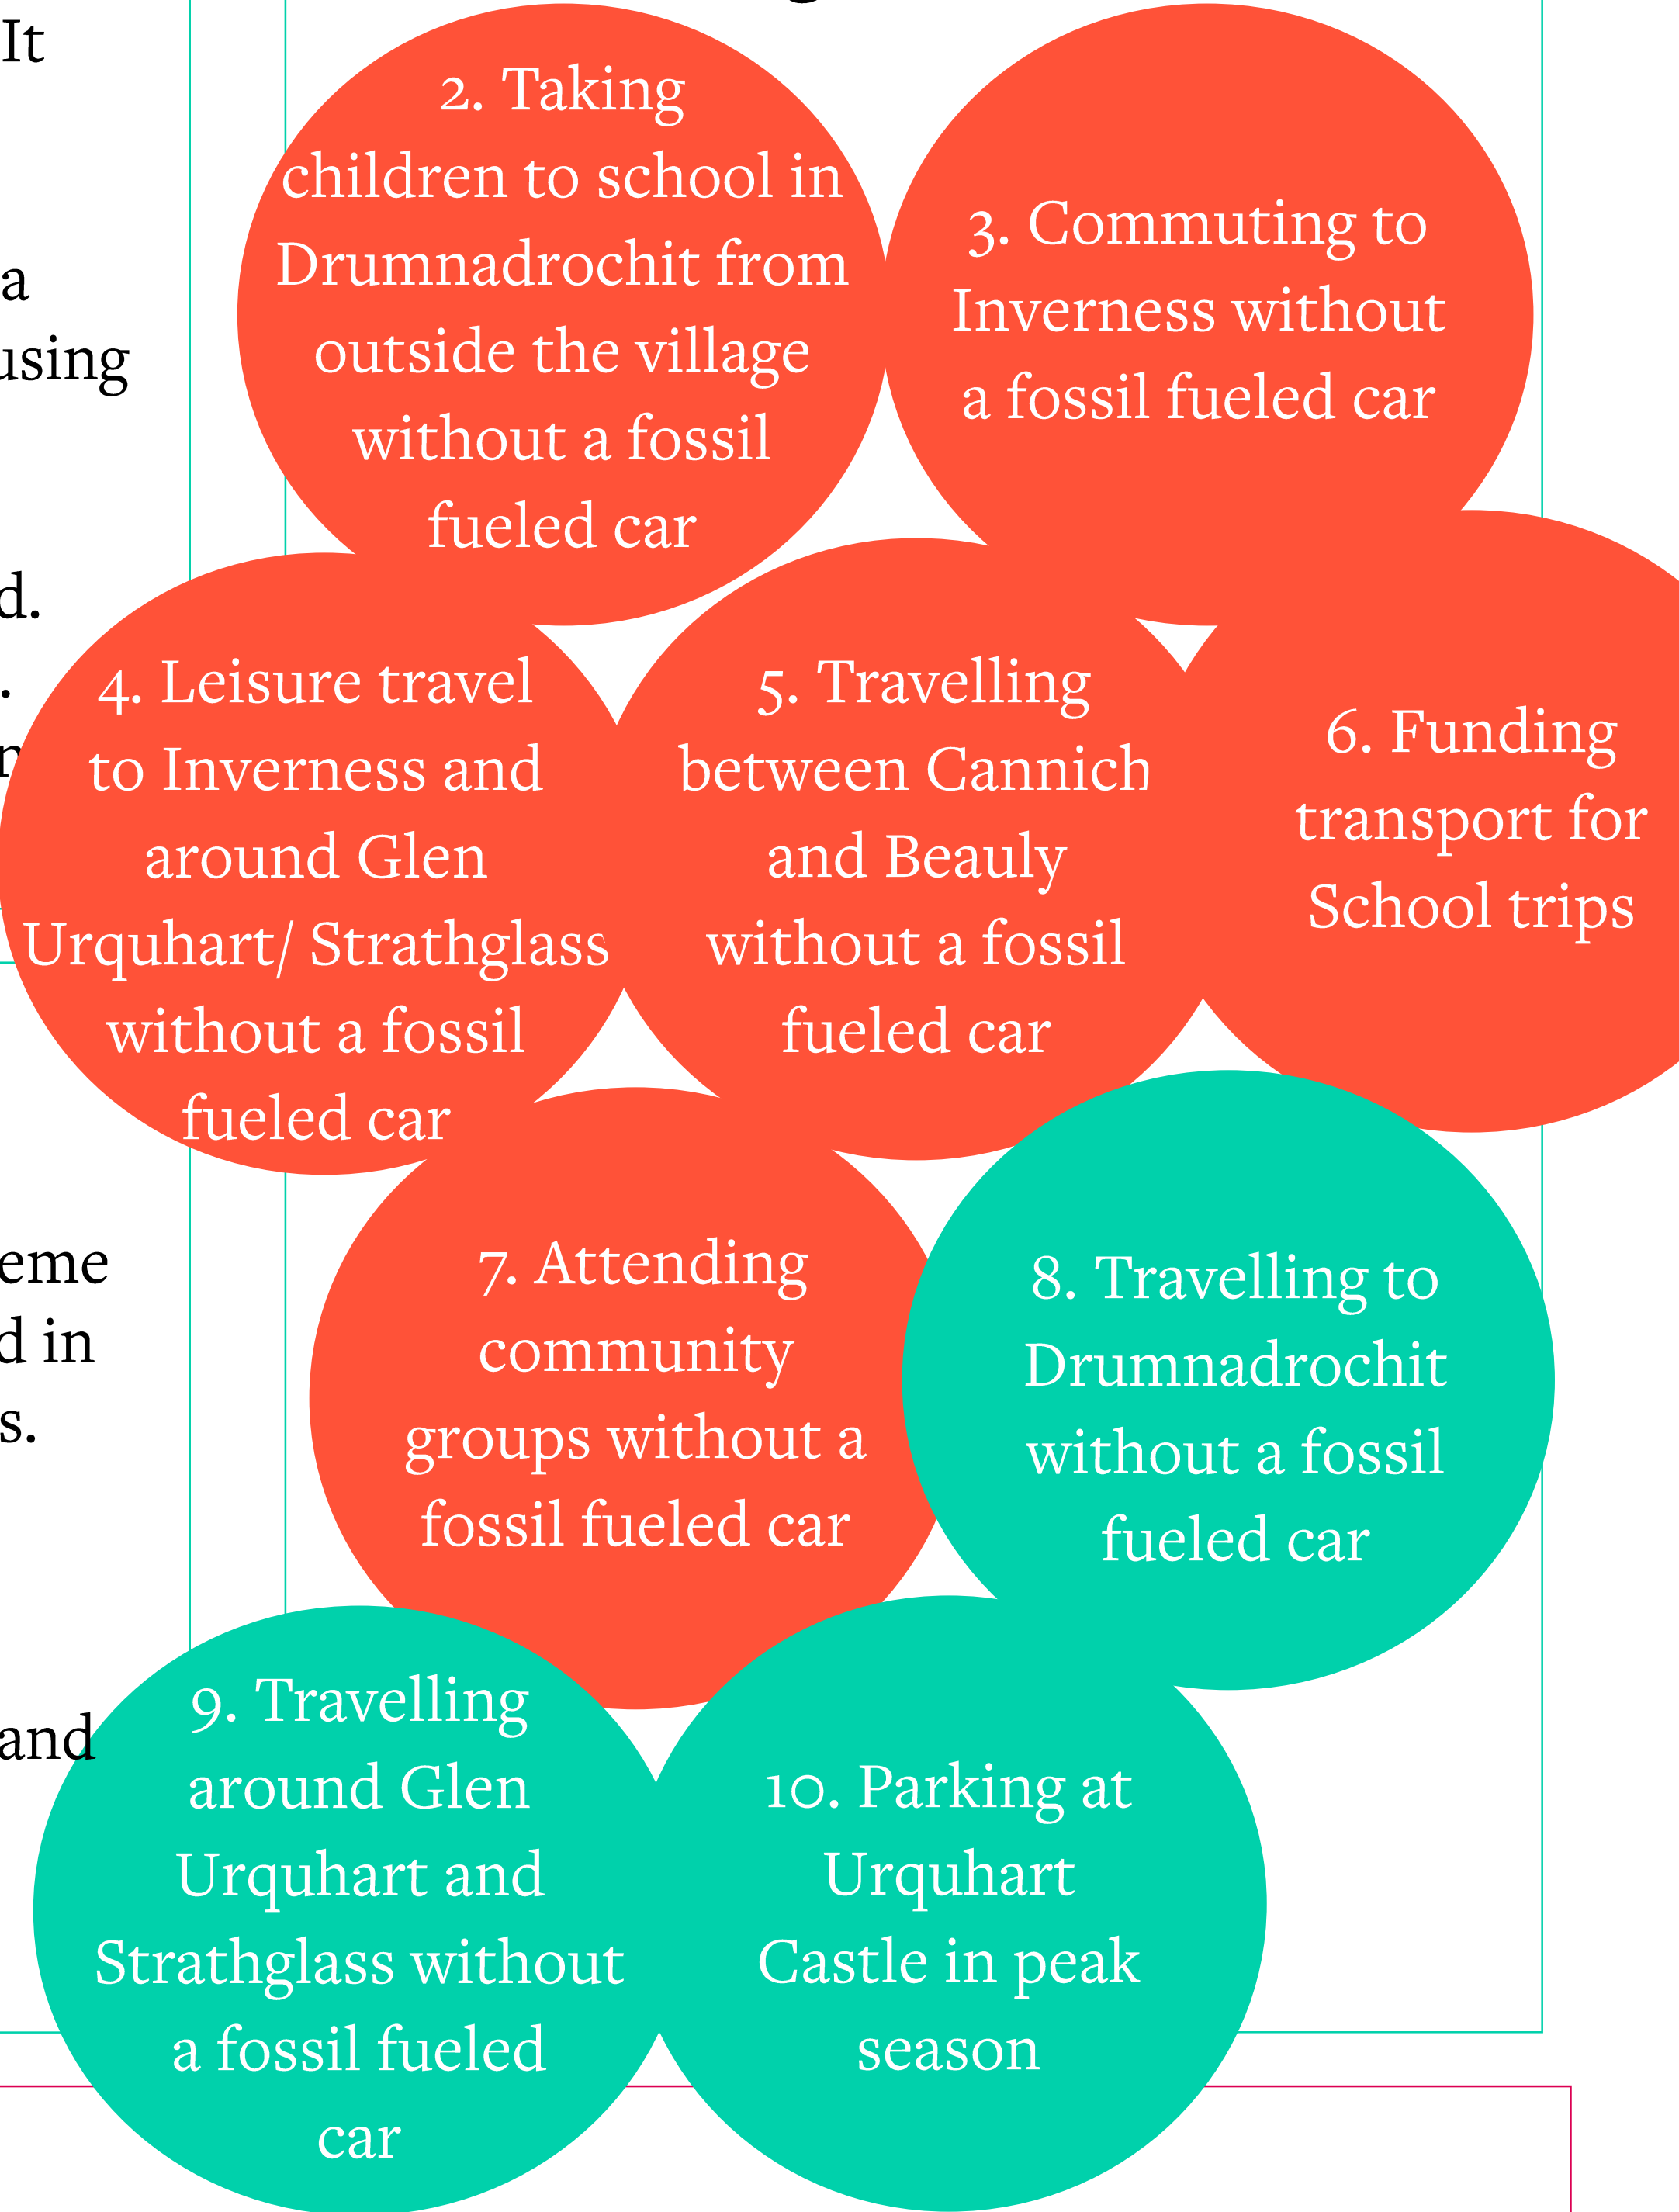 It
a
using
d.
.
eme
d in
s.
and
2. Taking
children to school in
Drumnadrochit from
outside the village
without a fossil
fueled car
3. Commuting to
Inverness without
a fossil fueled car
4. Leisure travel
to Inverness and
around Glen
Urquhart/ Strathglass
without a fossil
fueled car
5. Travelling
between Cannich
and Beauly
without a fossil
fueled car
6. Funding
transport for
School trips
7. Attending
community
groups without a
fossil fueled car
8. Travelling to
Drumnadrochit
without a fossil
fueled car
9. Travelling
around Glen
Urquhart and
Strathglass without
a fossil fueled
car
10. Parking at
Urquhart
Castle in peak
season